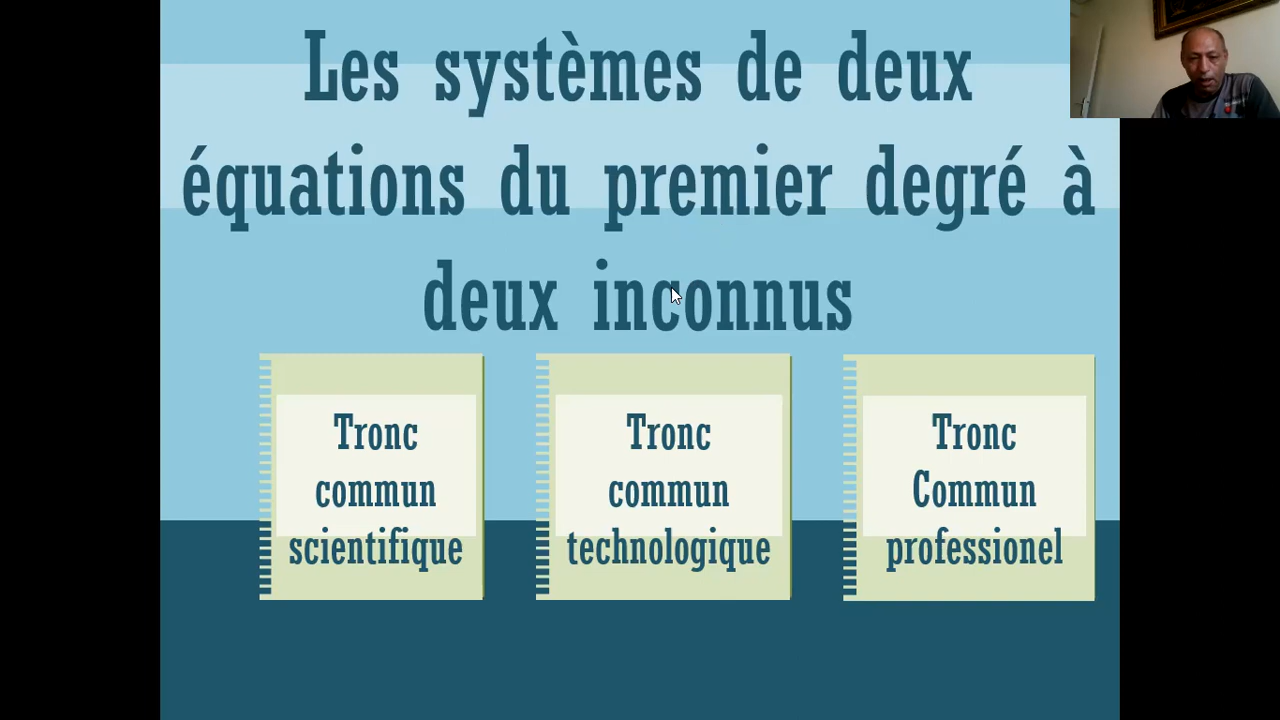 Les systèmes de deux
équations du premier degré à
deux inconnus
Tronc
commun
scientifique
Tronc
commun
technologique
Tronc
Commun
professionel